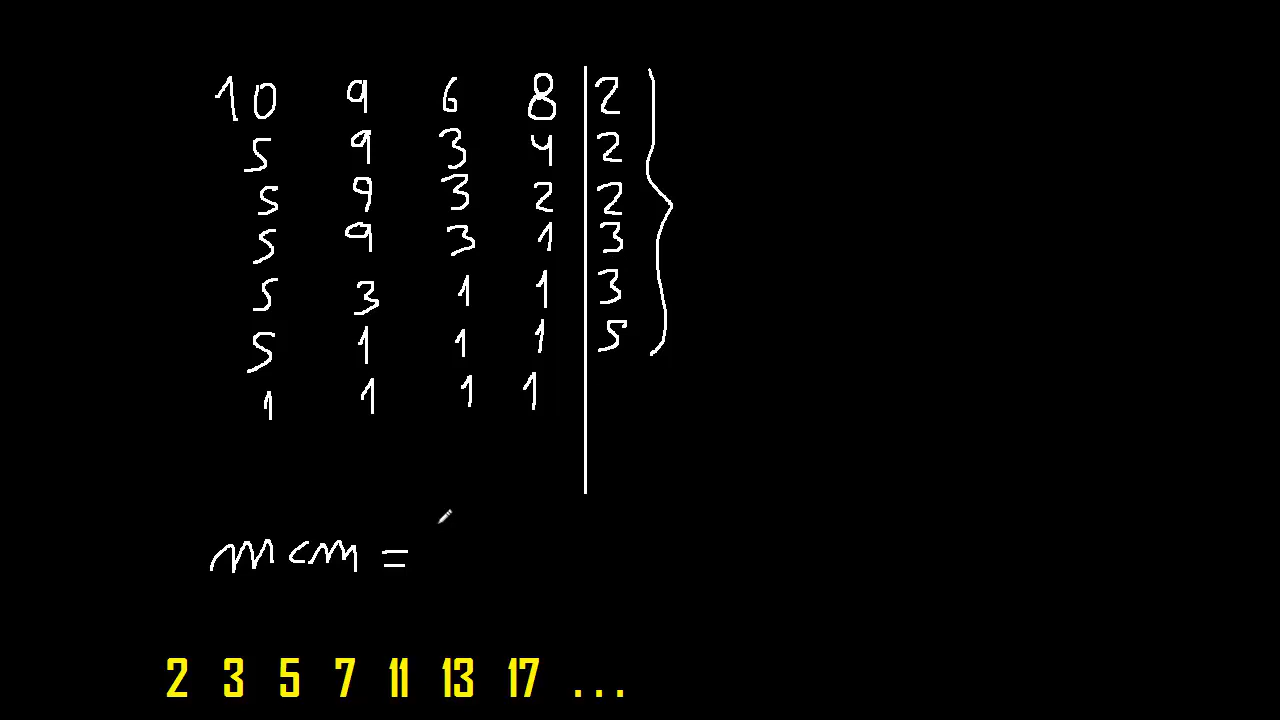 10 9 6 8 2
5 9 3 4 2
5 9 3 2 2
5 9 3 1 3
5 3 1 1 3
5 1 1 1 5
1 1 1 1
mcm =
2 3 5 7 11 13 17 ...